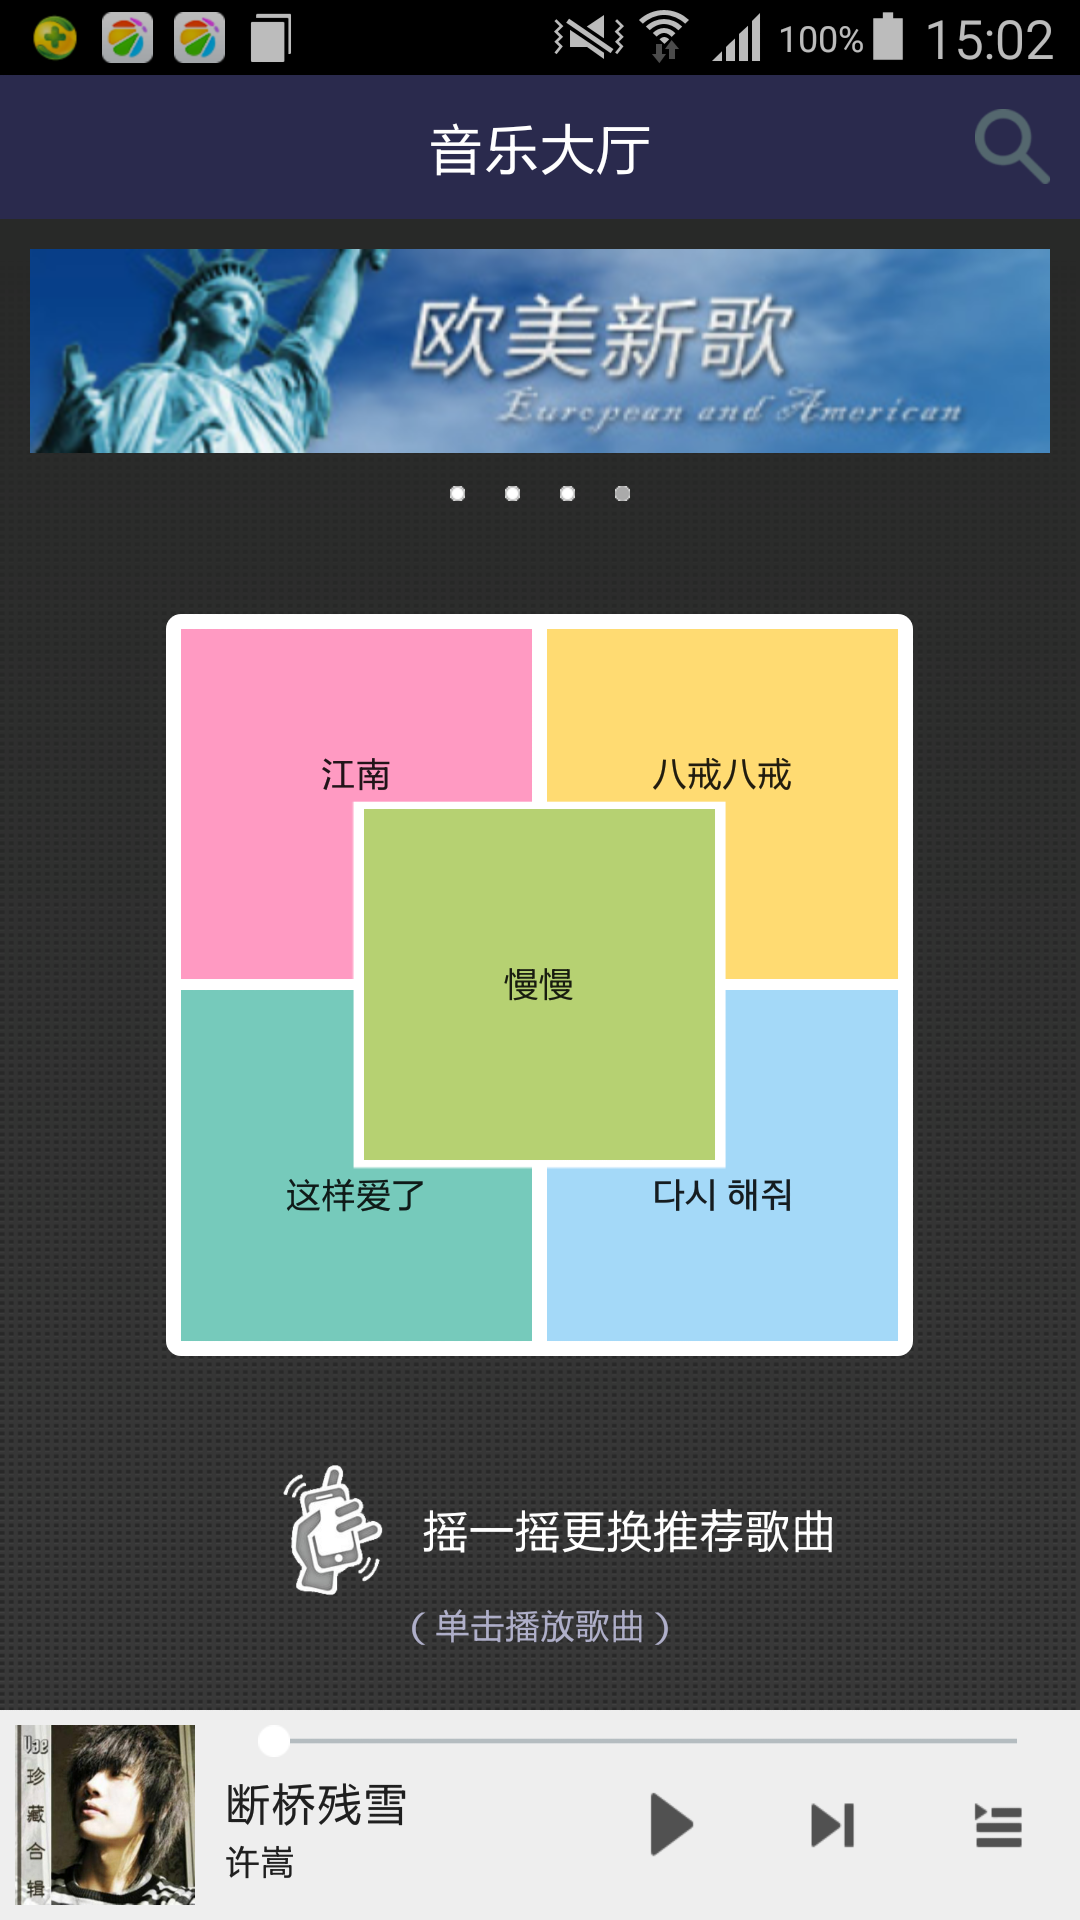 100% 15:02
音乐大厅
欧美新歌
European and American
江南
八戒八戒
慢慢
这样爱了
다시 해줘
摇一摇更换推荐歌曲
（单击播放歌曲）
Vae
珍
藏
合
辑
断桥残雪
许嵩